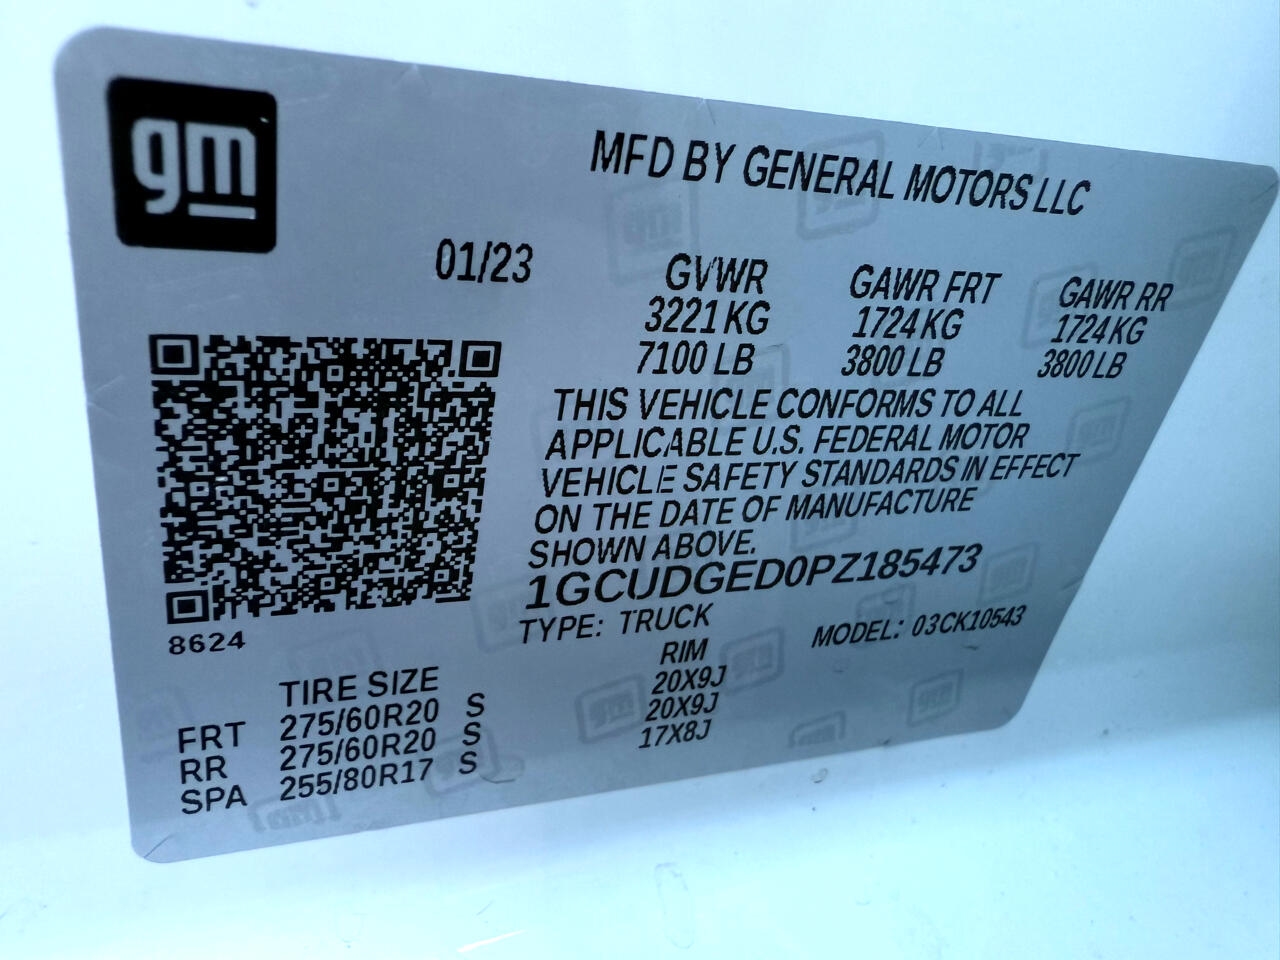 gm
MFD BY GENERAL MOTORS LLC
01/23
GVWR GAWR FRT GAWR RR
3221 KG 1724 KG 1724 KG
7100 LB 3800 LB 3800 LB
THIS VEHICLE CONFORMS TO ALL
APPLICABLE U.S. FEDERAL MOTOR
VEHICLE SAFETY STANDARDS IN EFFECT
ON THE DATE OF MANUFACTURE
SHOWN ABOVE.
1GCUDGED0PZ185473
8624
TYPE: TRUCK MODEL: 03CK10543
TIRE SIZE RIM
FRT 275/60R20 S 20X9J
RR 275/60R20 S 20X9J
SPA 255/80R17 S 17X8J